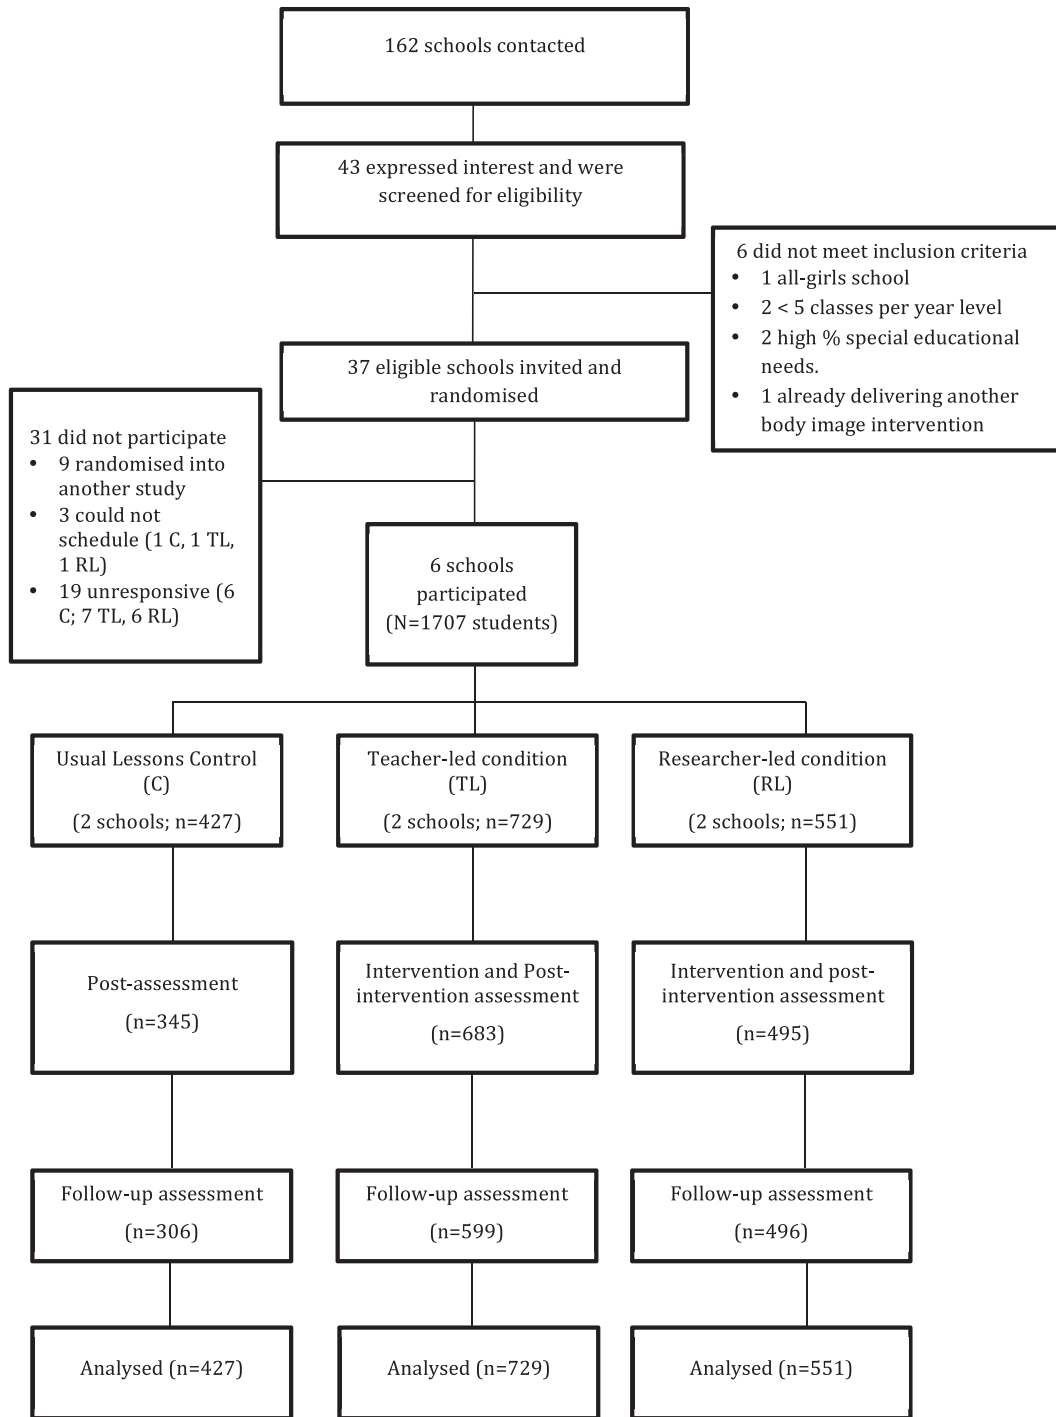 162 schools contacted
43 expressed interest and were
screened for eligibility
6 did not meet inclusion criteria
• 1 all-girls school
• 2 < 5 classes per year level
• 2 high % special educational
needs.
• 1 already delivering another
body image intervention
37 eligible schools invited and
randomised
31 did not participate
• 9 randomised into
another study
• 3 could not
schedule (1 C, 1 TL,
1 RL)
• 19 unresponsive (6
C; 7 TL, 6 RL)
6 schools
participated
(N=1707 students)
Usual Lessons Control
(C)
(2 schools; n=427)
Teacher-led condition
(TL)
(2 schools; n=729)
Researcher-led condition
(RL)
(2 schools; n=551)
Post-assessment
(n=345)
Intervention and Post-
intervention assessment
(n=683)
Intervention and post-
intervention assessment
(n=495)
Follow-up assessment
(n=306)
Follow-up assessment
(n=599)
Follow-up assessment
(n=496)
Analysed (n=427)
Analysed (n=729)
Analysed (n=551)